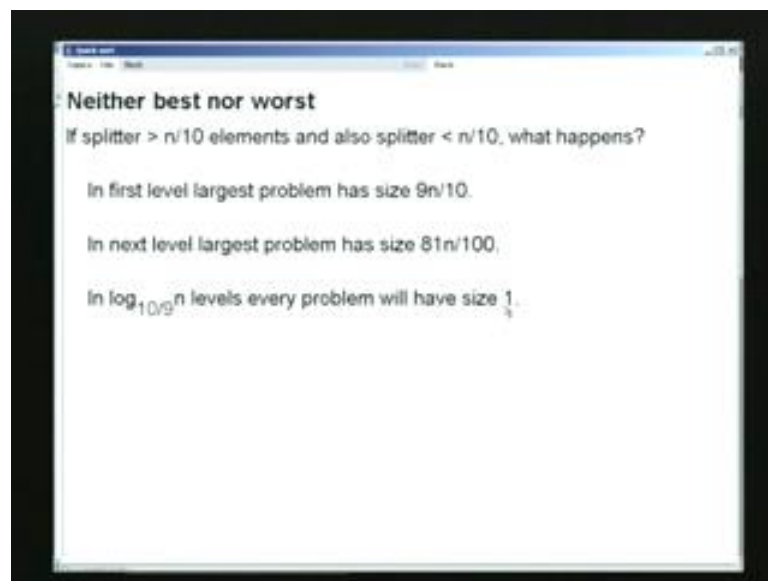 Quick sort
Neither best nor worst
If splitter > n/10 elements and also splitter < n/10, what happens?
In first level largest problem has size 9n/10.
In next level largest problem has size 81n/100.
In log10/9n levels every problem will have size 1.